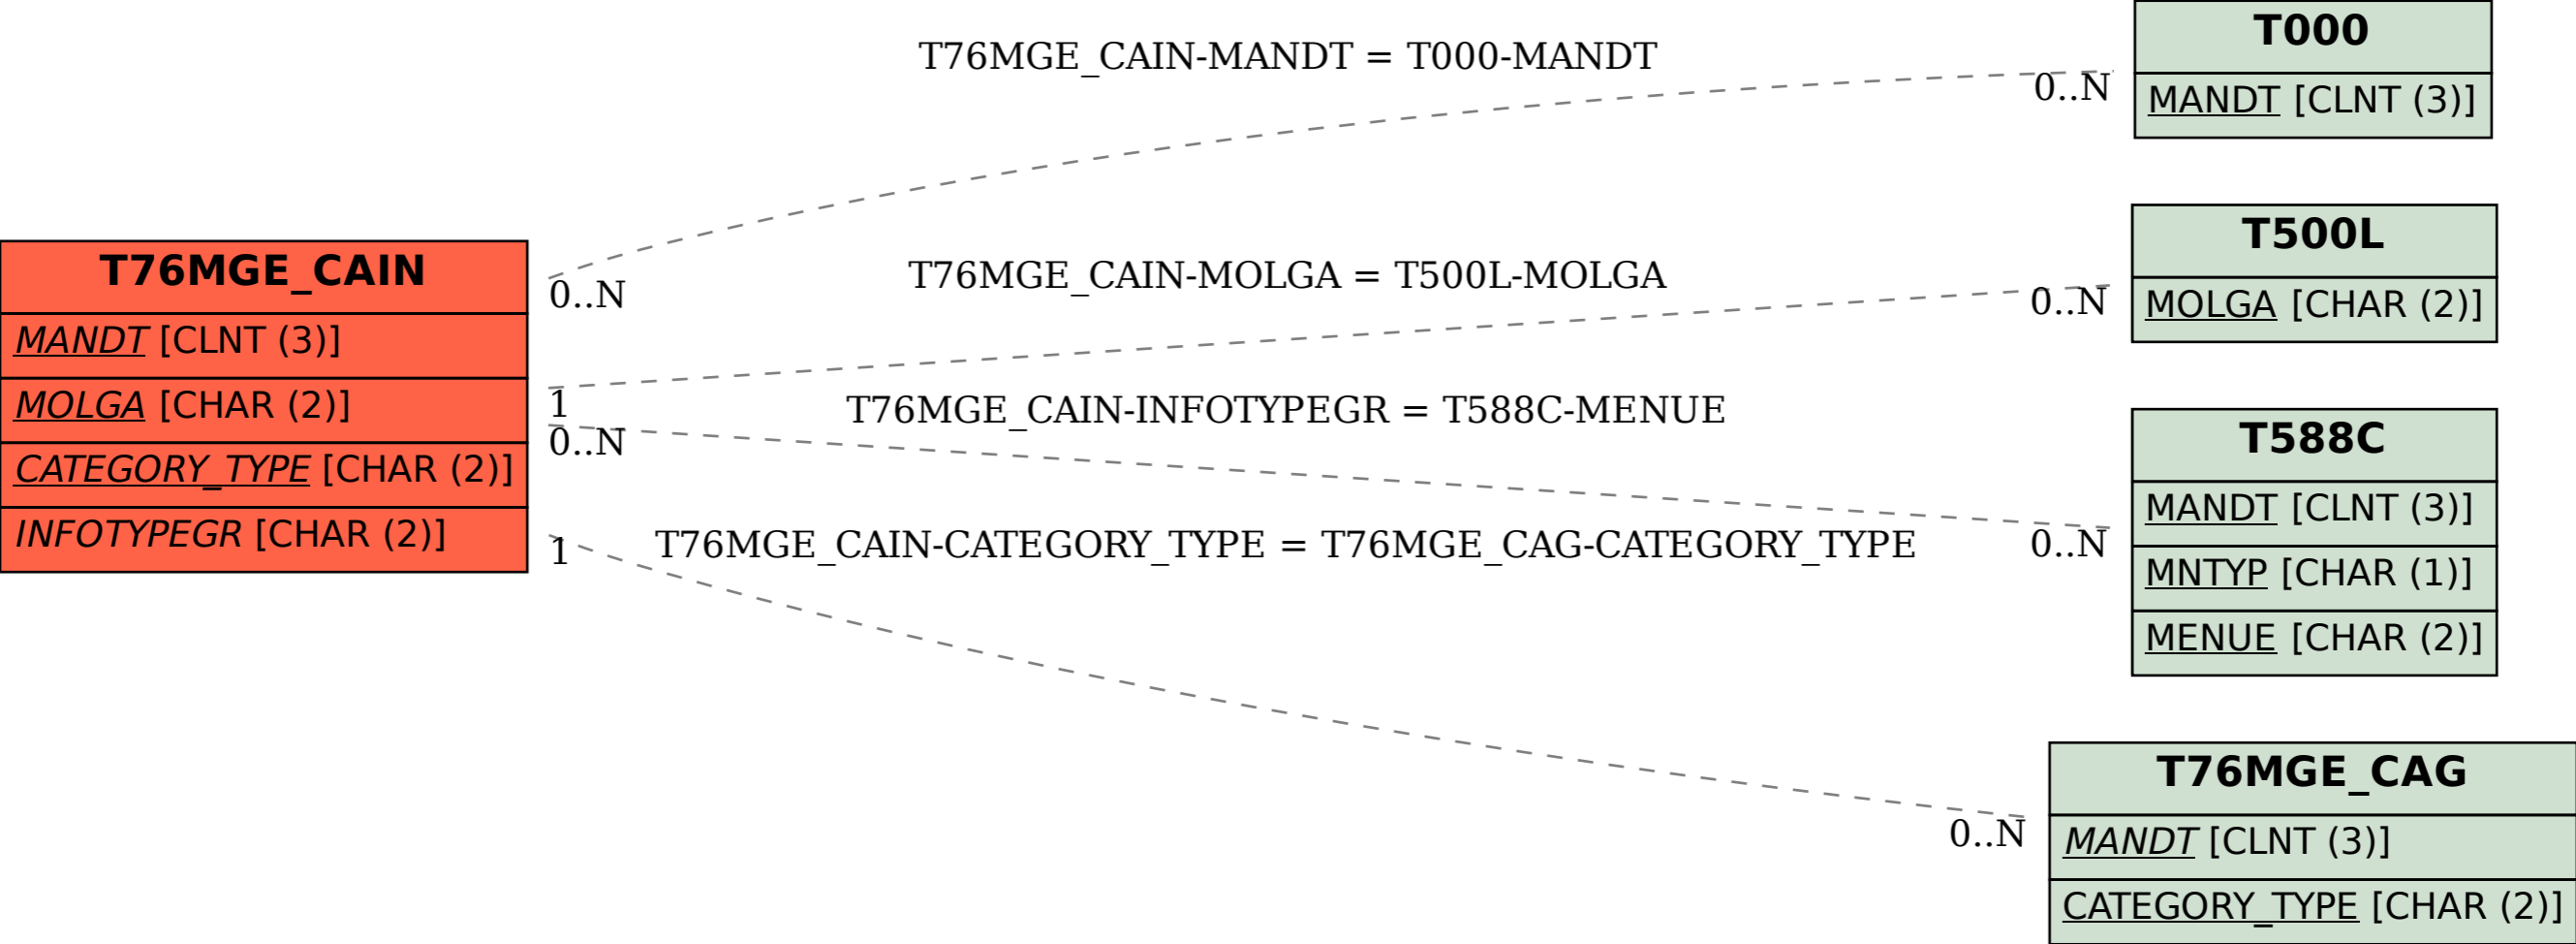 T76MGE_CAIN
MANDT [CLNT (3)]
MOLGA [CHAR (2)]
CATEGORY_TYPE [CHAR (2)]
INFOTYPEGR [CHAR (2)]
T76MGE_CAIN-MANDT = T000-MANDT
0..N
0..N
T76MGE_CAIN-MOLGA = T500L-MOLGA
1
0..N
T76MGE_CAIN-INFOTYPEGR = T588C-MENUE
0..N
0..N
T76MGE_CAIN-CATEGORY_TYPE = T76MGE_CAG-CATEGORY_TYPE
1
0..N
T000
MANDT [CLNT (3)]
T500L
MOLGA [CHAR (2)]
T588C
MANDT [CLNT (3)]
MNTYP [CHAR (1)]
MENUE [CHAR (2)]
T76MGE_CAG
MANDT [CLNT (3)]
CATEGORY_TYPE [CHAR (2)]